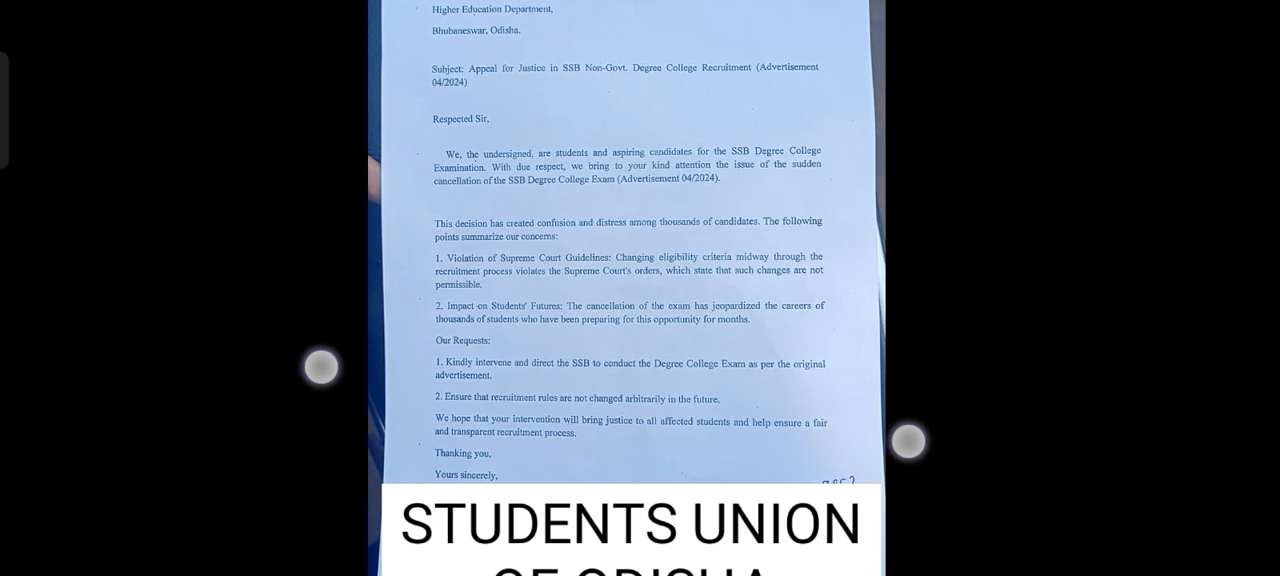 Higher Education Department,
Bhubaneswar, Odisha.
Subject: Appeal for Justice in SSB Non-Govt. Degree College Recruitment (Advertisement
04/2024)
Respected Sir,
We, the undersigned, are students and aspiring candidates for the SSB Degree College
Examination. With due respect, we bring to your kind attention the issue of the sudden
cancellation of the SSB Degree College Exam (Advertisement 04/2024).
This decision has created confusion and distress among thousands of candidates. The following
points summarize our concerns:
1. Violation of Supreme Court Guidelines: Changing eligibility criteria midway through the
recruitment process violates the Supreme Court's orders, which state that such changes are not
permissible.
2. Impact on Students' Futures: The cancellation of the exam has jeopardized the careers of
thousands of students who have been preparing for this opportunity for months.
Our Requests:
1. Kindly intervene and direct the SSB to conduct the Degree College Exam as per the original
advertisement.
2. Ensure that recruitment rules are not changed arbitrarily in the future.
We hope that your intervention will bring justice to all affected students and help ensure a fair
and transparent recruitment process.
Thanking you,
Yours sincerely,
STUDENTS UNION
OF ODISHA